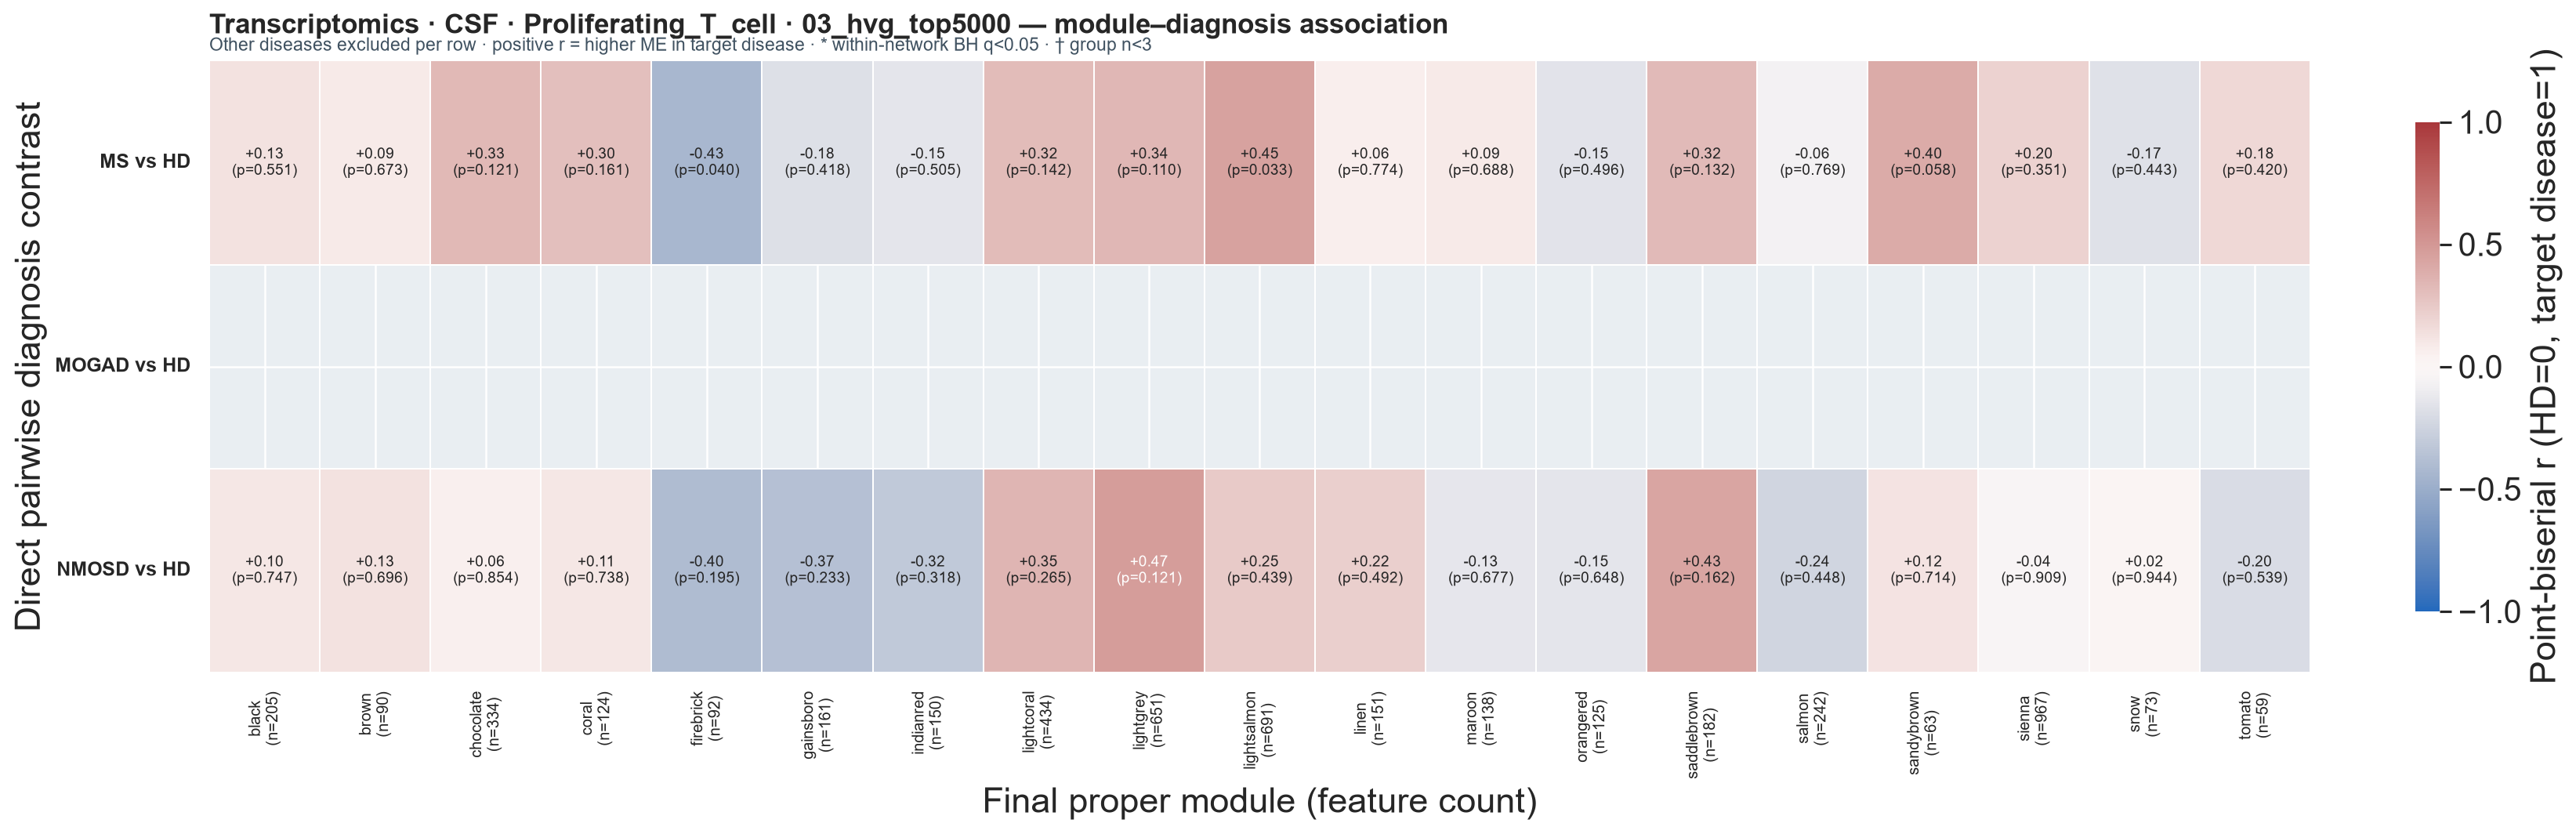 Transcriptomics · CSF · Proliferating_T_cell · 03_hvg_top5000 — module–diagnosis association
Other diseases excluded per row · positive r = higher ME in target disease · * within-network BH q<0.05 · † group n<3
Direct pairwise diagnosis contrast
MS vs HD
+0.13
(p=0.551)
+0.09
(p=0.673)
+0.33
(p=0.121)
+0.30
(p=0.161)
-0.43
(p=0.040)
-0.18
(p=0.418)
-0.15
(p=0.505)
+0.32
(p=0.142)
+0.34
(p=0.110)
+0.45
(p=0.033)
+0.06
(p=0.774)
+0.09
(p=0.688)
-0.15
(p=0.496)
+0.32
(p=0.132)
-0.06
(p=0.769)
+0.40
(p=0.058)
+0.20
(p=0.351)
-0.17
(p=0.443)
+0.18
(p=0.420)
MOGAD vs HD
NMOSD vs HD
+0.10
(p=0.747)
+0.13
(p=0.696)
+0.06
(p=0.854)
+0.11
(p=0.738)
-0.40
(p=0.195)
-0.37
(p=0.233)
-0.32
(p=0.318)
+0.35
(p=0.265)
+0.47
(p=0.121)
+0.25
(p=0.439)
+0.22
(p=0.492)
-0.13
(p=0.677)
-0.15
(p=0.648)
+0.43
(p=0.162)
-0.24
(p=0.448)
+0.12
(p=0.714)
-0.04
(p=0.909)
+0.02
(p=0.944)
-0.20
(p=0.539)
black
(n=205)
brown
(n=90)
chocolate
(n=334)
coral
(n=124)
firebrick
(n=92)
gainsboro
(n=161)
indianred
(n=150)
lightcoral
(n=434)
lightgrey
(n=651)
lightsalmon
(n=691)
linen
(n=151)
maroon
(n=138)
orangered
(n=125)
saddlebrown
(n=182)
salmon
(n=242)
sandybrown
(n=63)
sienna
(n=967)
snow
(n=73)
tomato
(n=59)
Final proper module (feature count)
1.0
0.5
0.0
−0.5
−1.0
Point-biserial r (HD=0, target disease=1)